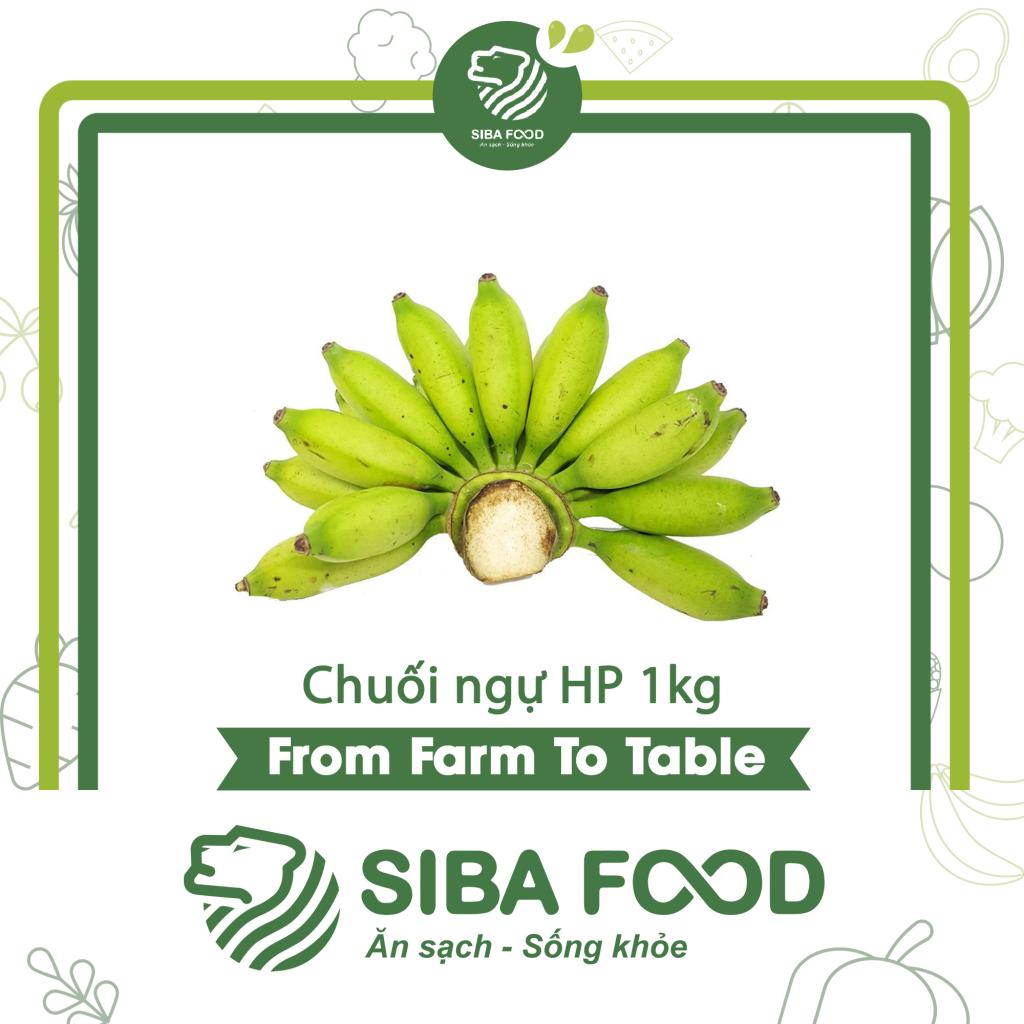 SIBA FOOD
Ăn sạch - Sống khỏe
Chuối ngự HP 1kg
From Farm To Table
SIBA FOOD
Ăn sạch - Sống khỏe